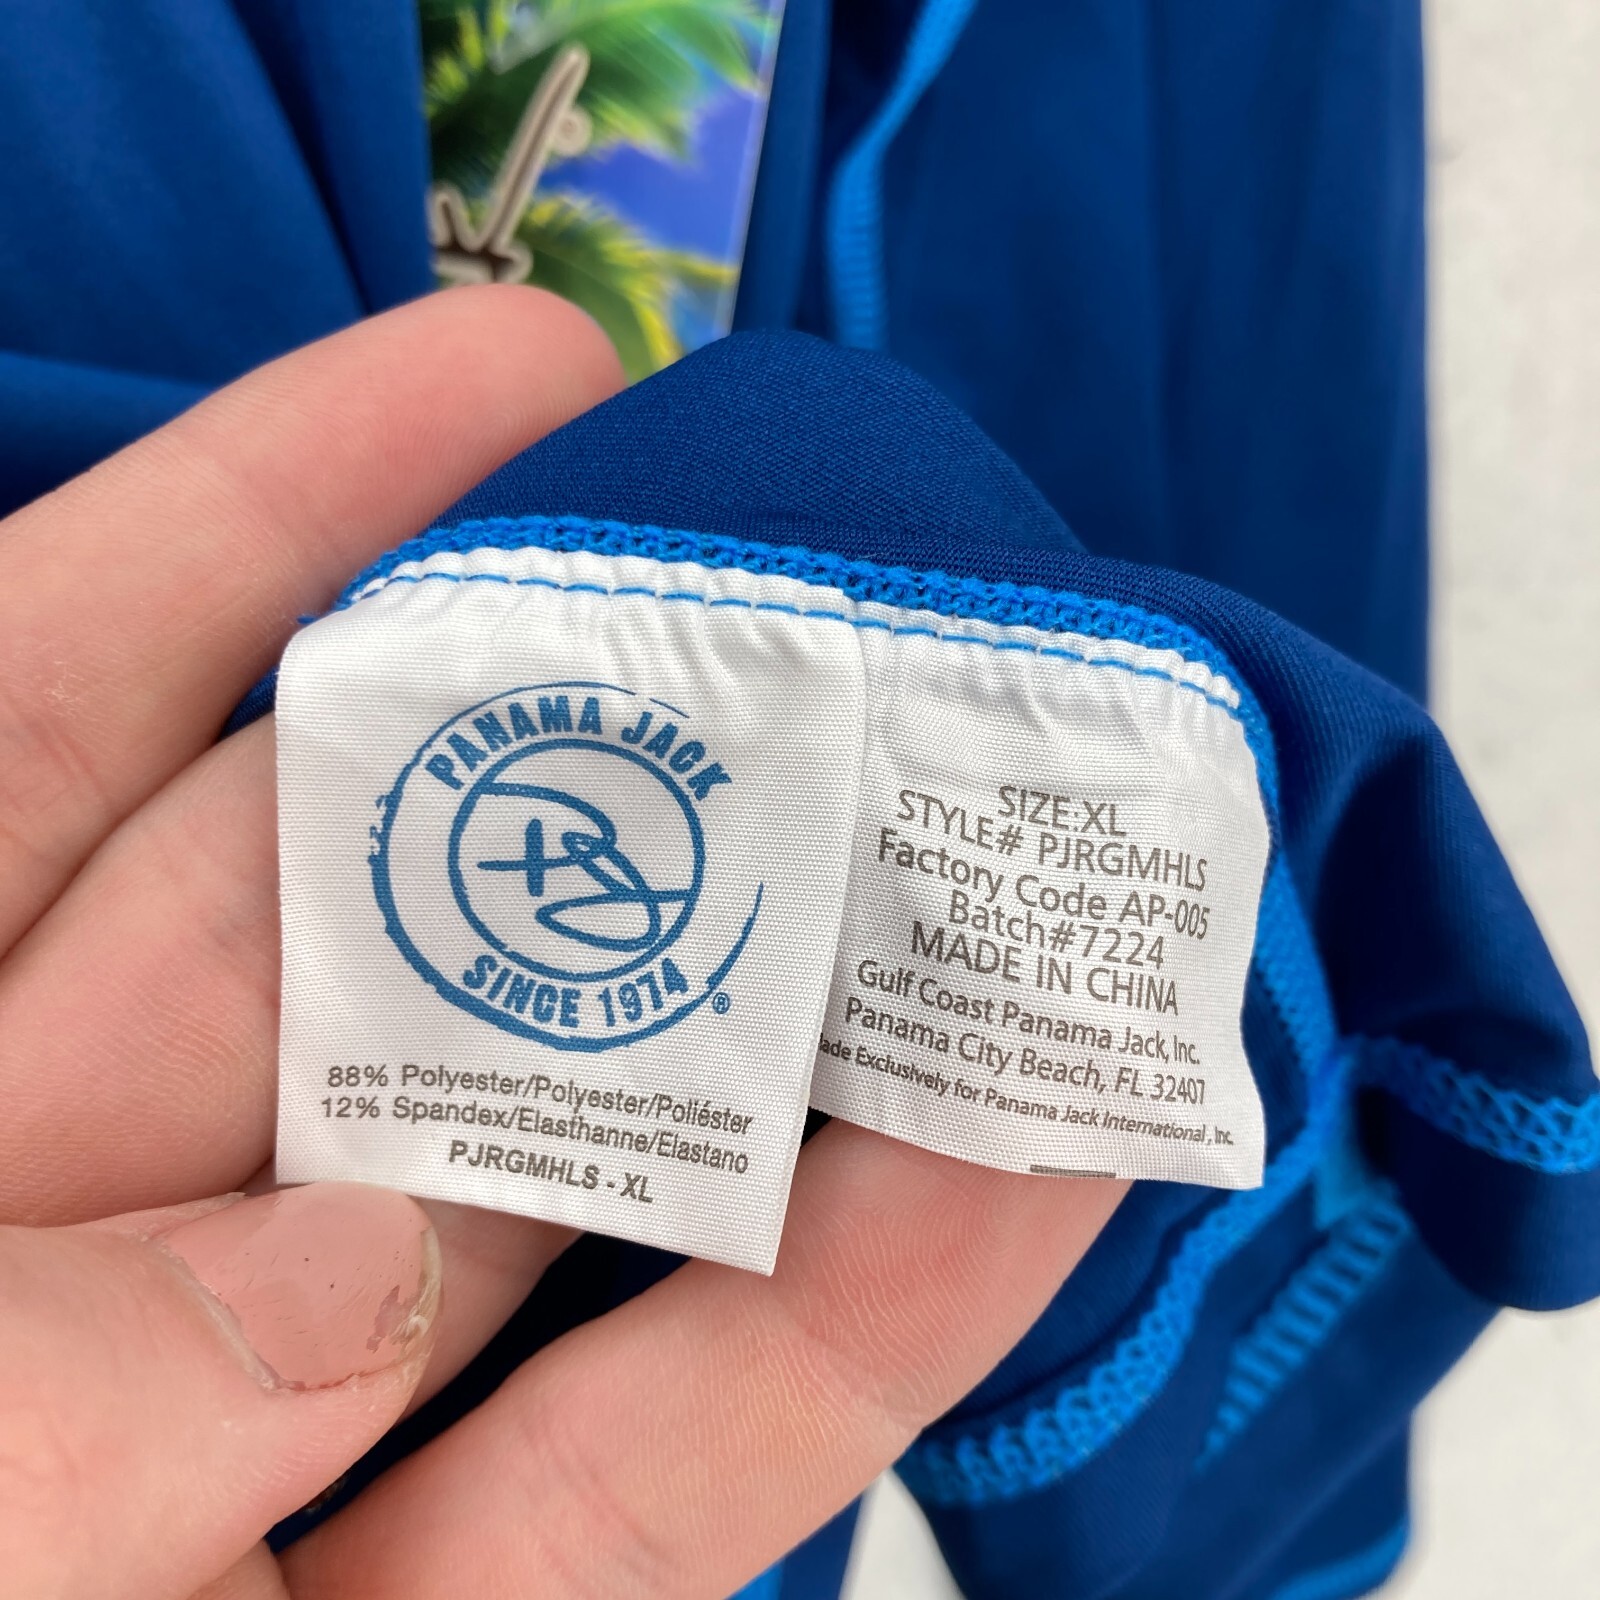 PANAMA JACK
SINCE 1974
®
88% Polyester/Polyester/Poliéster
12% Spandex/Elasthanne/Elastano
PJRGMHLS - XL
SIZE:XL
STYLE# PJRGMHLS
Factory Code AP-005
Batch#7224
MADE IN CHINA
Gulf Coast Panama Jack, Inc.
Panama City Beach, FL 32407
ade Exclusively for Panama Jack International, Inc.